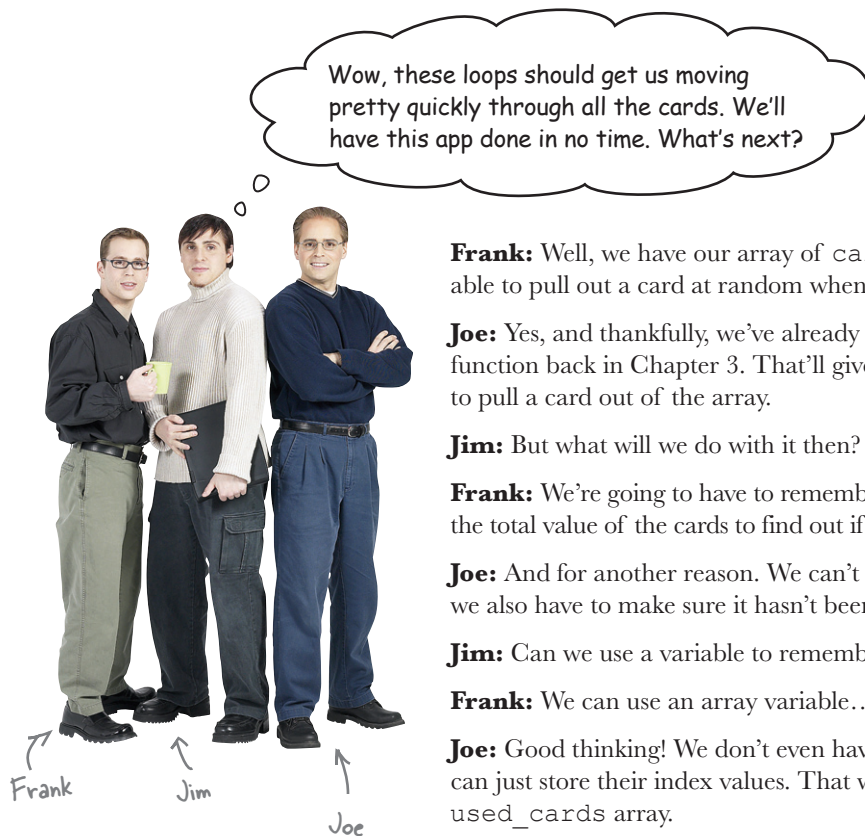 Wow, these loops should get us moving
pretty quickly through all the cards. We'll
have this app done in no time. What's next?
Frank: Well, we have our array of
able to pull out a card at random when
Joe: Yes, and thankfully, we've already
function back in Chapter 3. That'll give
to pull a card out of the array.
Jim: But what will we do with it then?
Frank: We're going to have to
the total value of the cards to find out if
Joe: And for another reason. We can't
we also have to make sure it hasn't been
Jim: Can we use a variable to
Frank: We can use an array variable…
Joe: Good thinking! We don't even
can just store their index values. That
used_cards array.
Frank
Jim
Joe